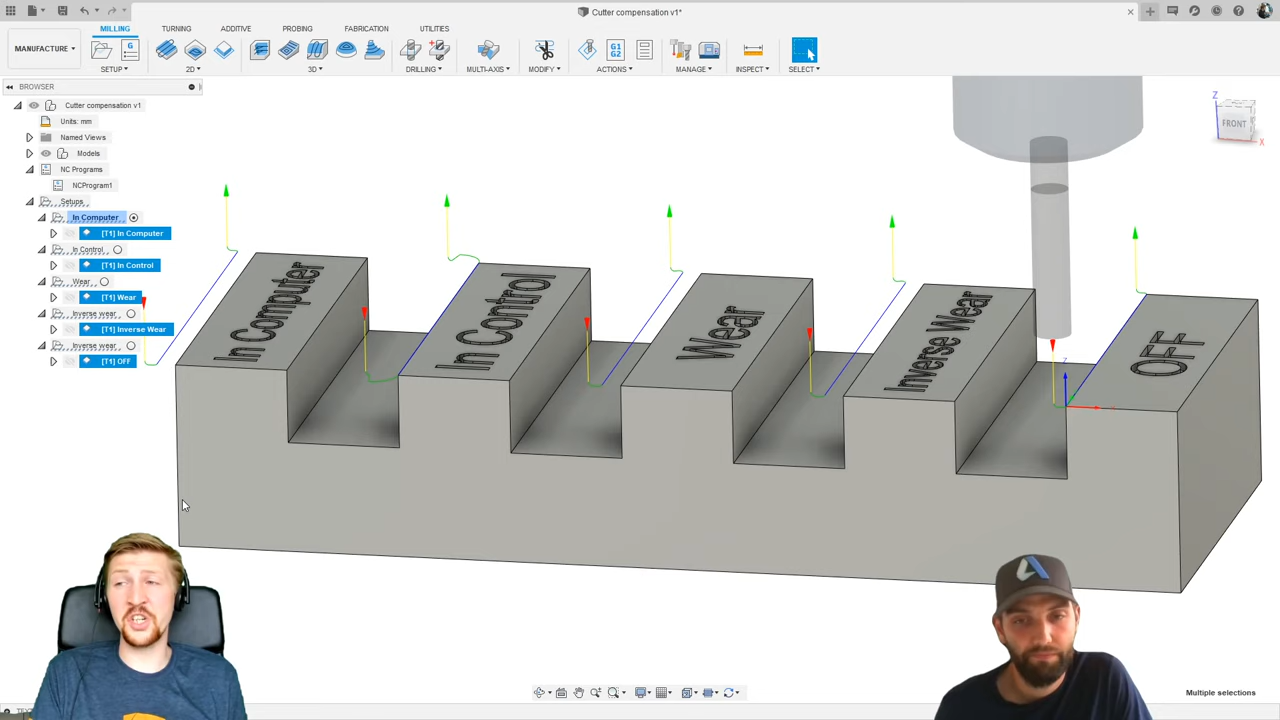 Cutter compensation v1*
MILLING TURNING ADDITIVE PROBING FABRICATION UTILITIES
MANUFACTURE
G1
G2
SETUP 2D 3D DRILLING MULTI-AXIS MODIFY ACTIONS MANAGE INSPECT SELECT
BROWSER
Cutter compensation v1
Units: mm
Named Views
Models
NC Programs
NCProgram1
Setups
In Computer
[T1] In Computer
In Control
[T1] In Control
Wear
[T1] Wear
Inverse wear
[T1] Inverse Wear
Inverse wear
[T1] OFF
Z
FRONT
X
In Computer
In Control
Wear
Inverse Wear
OFF
Z
Multiple selections